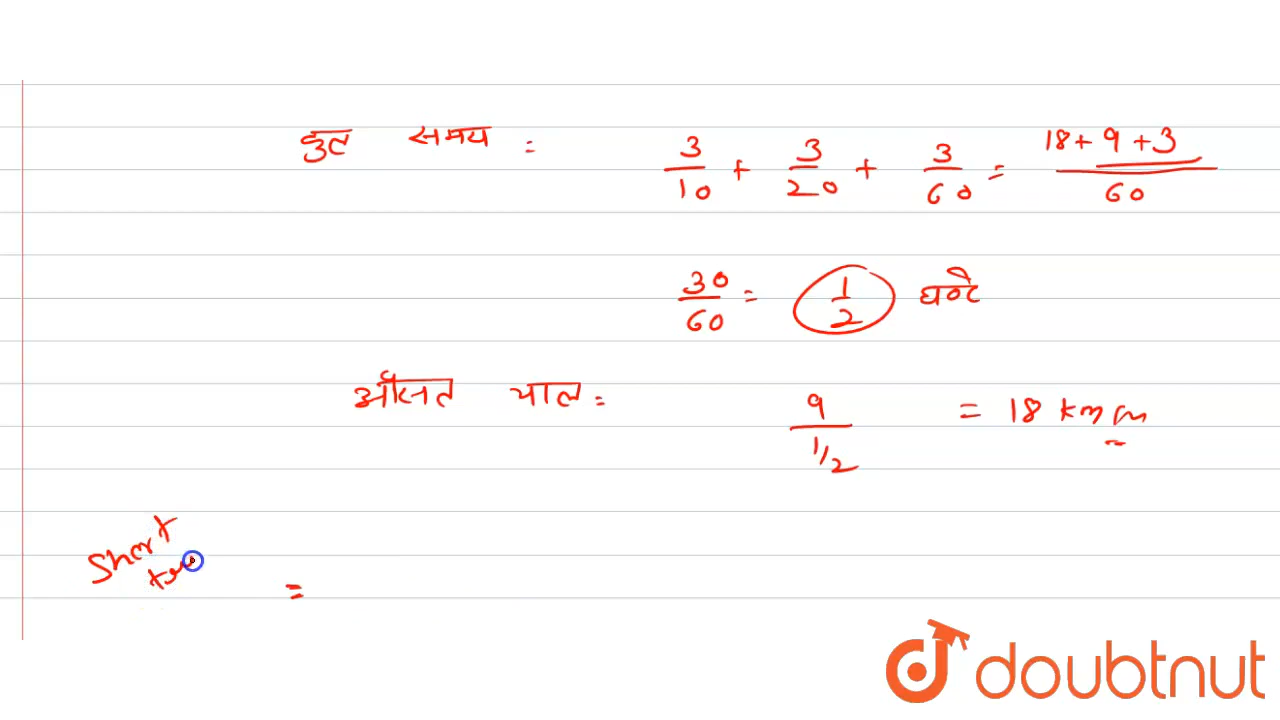 कुल समय = 3/10 + 3/20 + 3/60 = 18+9+3/60
30/60 = 1/2 घण्टे
औसत चाल = 9/1/2 = 18 km/h
Short
=
doubtnut